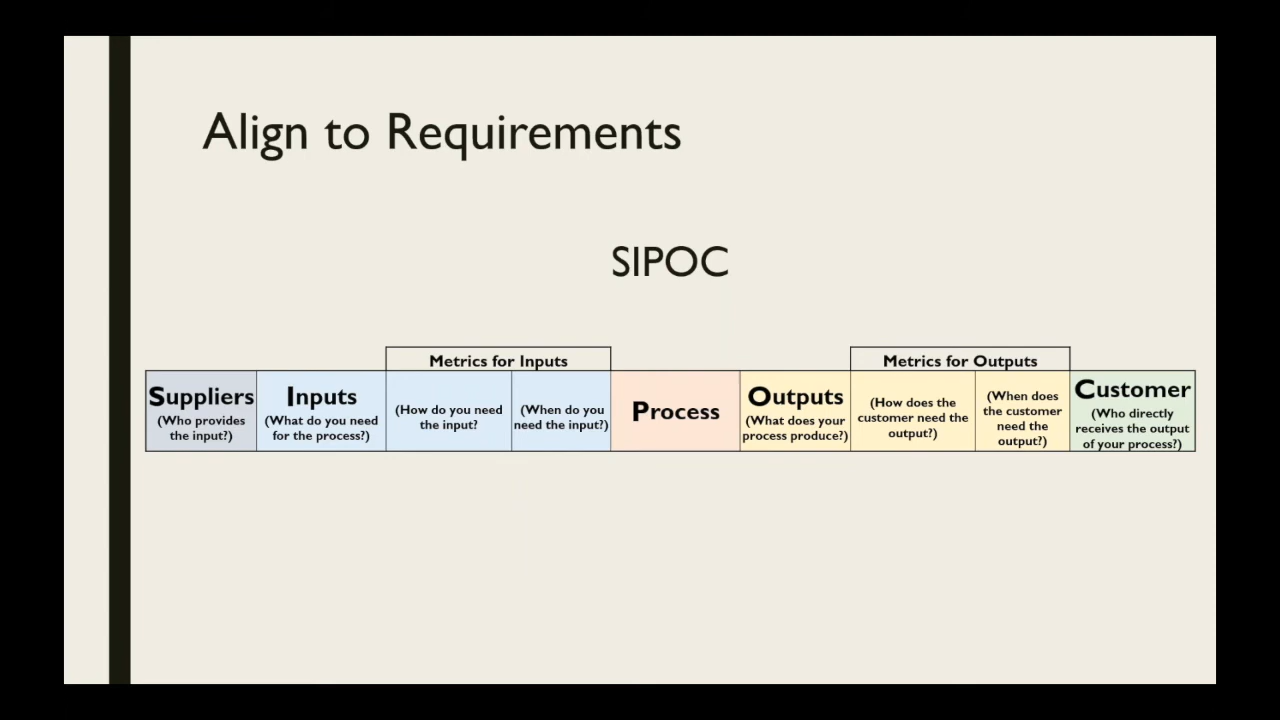 Align to Requirements
SIPOC
Metrics for Inputs
Metrics for Outputs
Suppliers
(Who provides
the input?)
Inputs
(What do you need
for the process?)
(How do you need
the input?
(When do you
need the input?)
Process
Outputs
(What does your
process produce?)
(How does the
customer need the
output?)
(When does
the customer
need the
output?)
Customer
(Who directly
receives the output
of your process?)